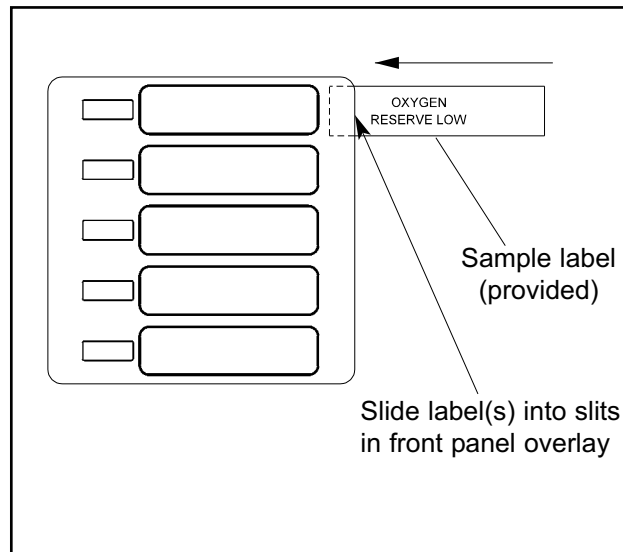 OXYGEN
RESERVE LOW
Sample label
(provided)
Slide label(s) into slits
in front panel overlay